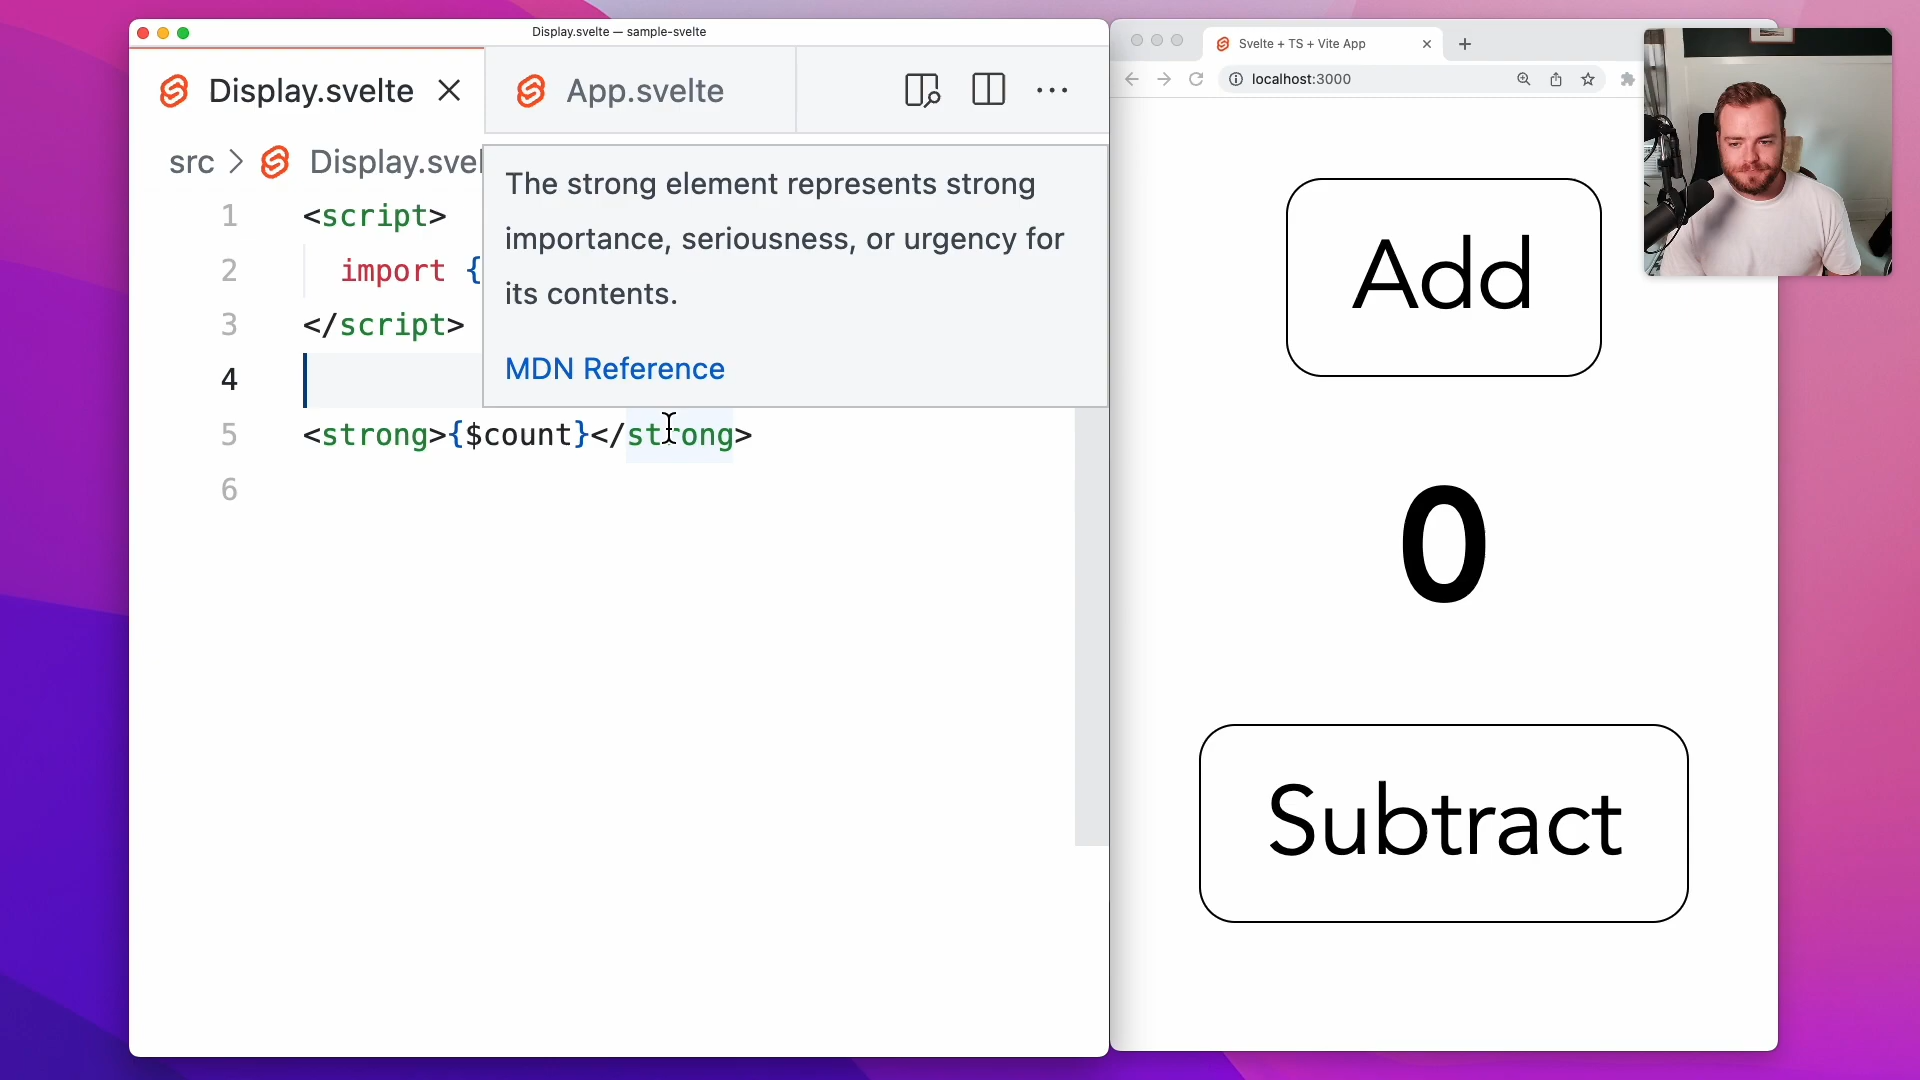 Display.svelte — sample-svelte
Display.svelte
App.svelte
src > Display.svel
The strong element represents strong
importance, seriousness, or urgency for
its contents.
MDN Reference
1 <script>
2 import {
3 </script>
4
5 <strong>{$count}</strong>
6
Svelte + TS + Vite App
localhost:3000
Add
0
Subtract